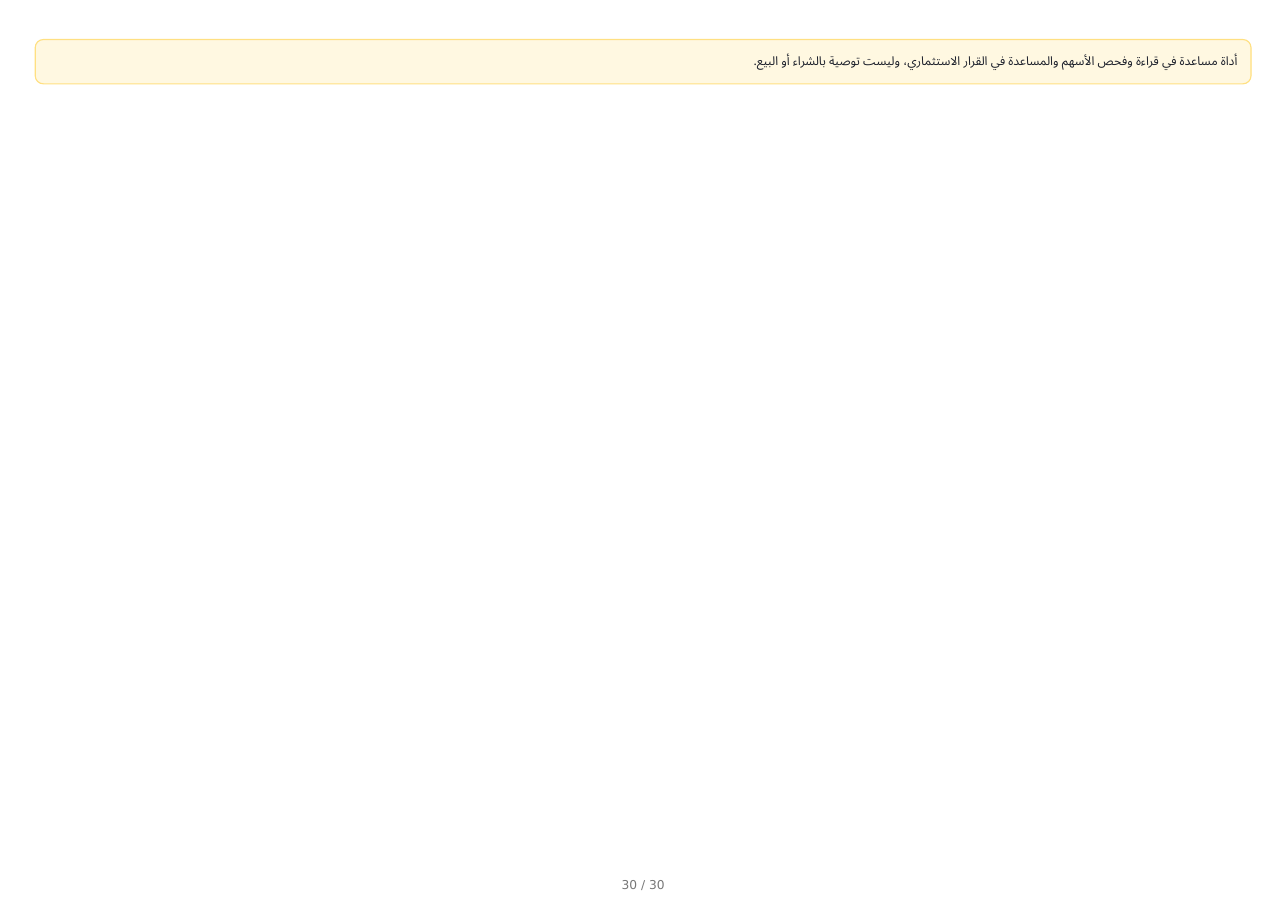 أداة مساعدة في قراءة وفحص الأسهم والمساعدة في القرار الاستثماري، وليست توصية بالشراء أو البيع.
30 / 30